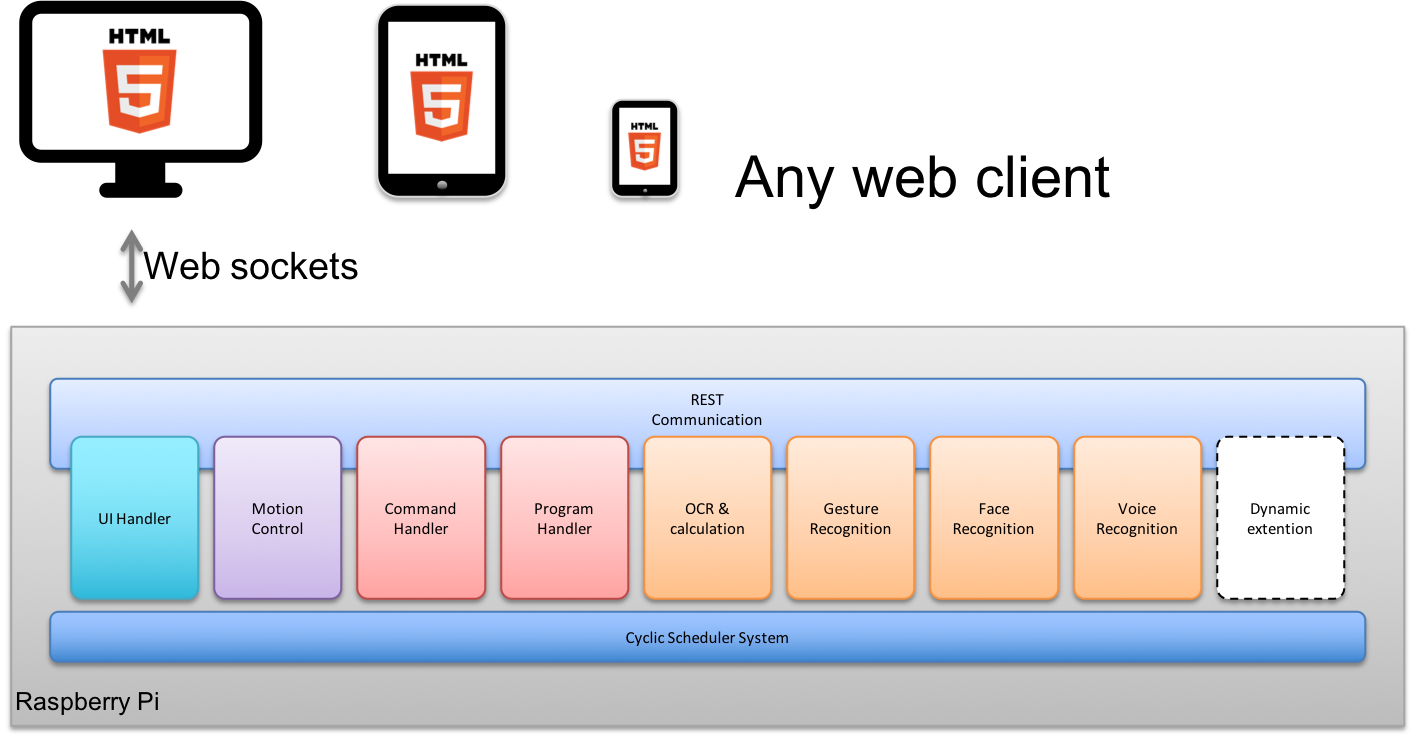 HTML
5
HTML
5
HTML
5
Any web client
Web sockets
REST
Communication
UI Handler
Motion
Control
Command
Handler
Program
Handler
OCR &
calculation
Gesture
Recognition
Face
Recognition
Voice
Recognition
Dynamic
extention
Cyclic Scheduler System
Raspberry Pi